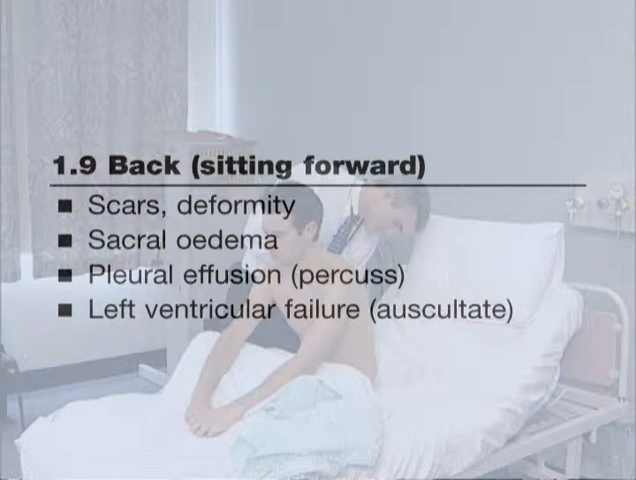 1.9 Back (sitting forward)
■ Scars, deformity
■ Sacral oedema
■ Pleural effusion (percuss)
■ Left ventricular failure (auscultate)